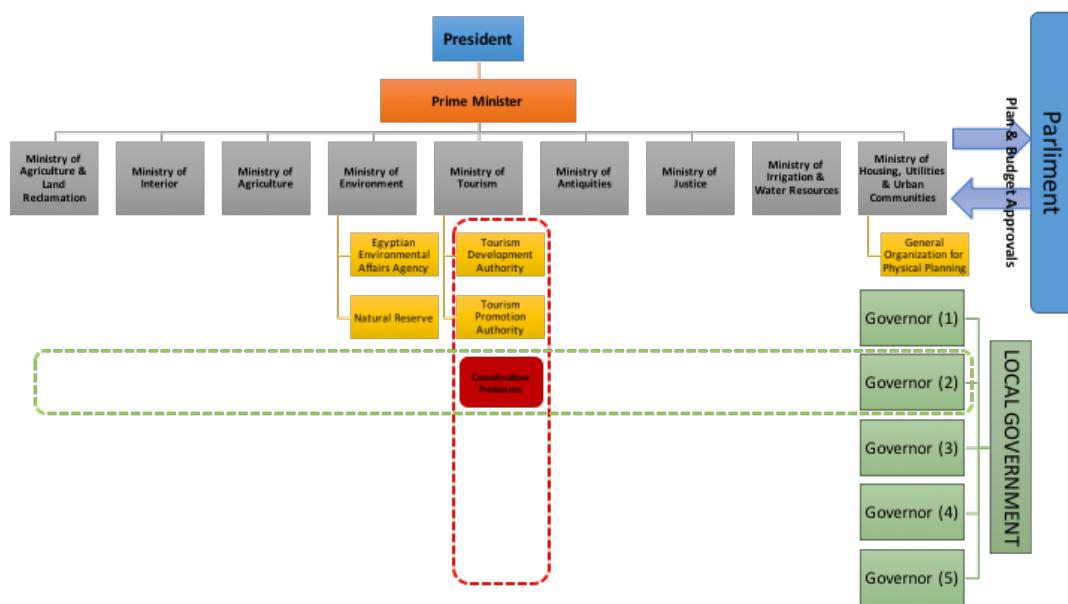 President
Prime Minister
Ministry of
Agriculture &
Land
Reclamation
Ministry of
Interior
Ministry of
Agriculture
Ministry of
Environment
Ministry of
Tourism
Ministry of
Antiquities
Ministry of
Justice
Ministry of
Irrigation &
Water Resources
Ministry of
Housing, Utilities
& Urban
Communities
Plan & Budget Approvals
Parliment
Egyptian
Environmental
Affairs Agency
Tourism
Development
Authority
General
Organization for
Physical Planning
Natural Reserve
Tourism
Promotion
Authority
Coordination
Problems
Governor (1)
Governor (2)
Governor (3)
Governor (4)
Governor (5)
LOCAL GOVERNMENT